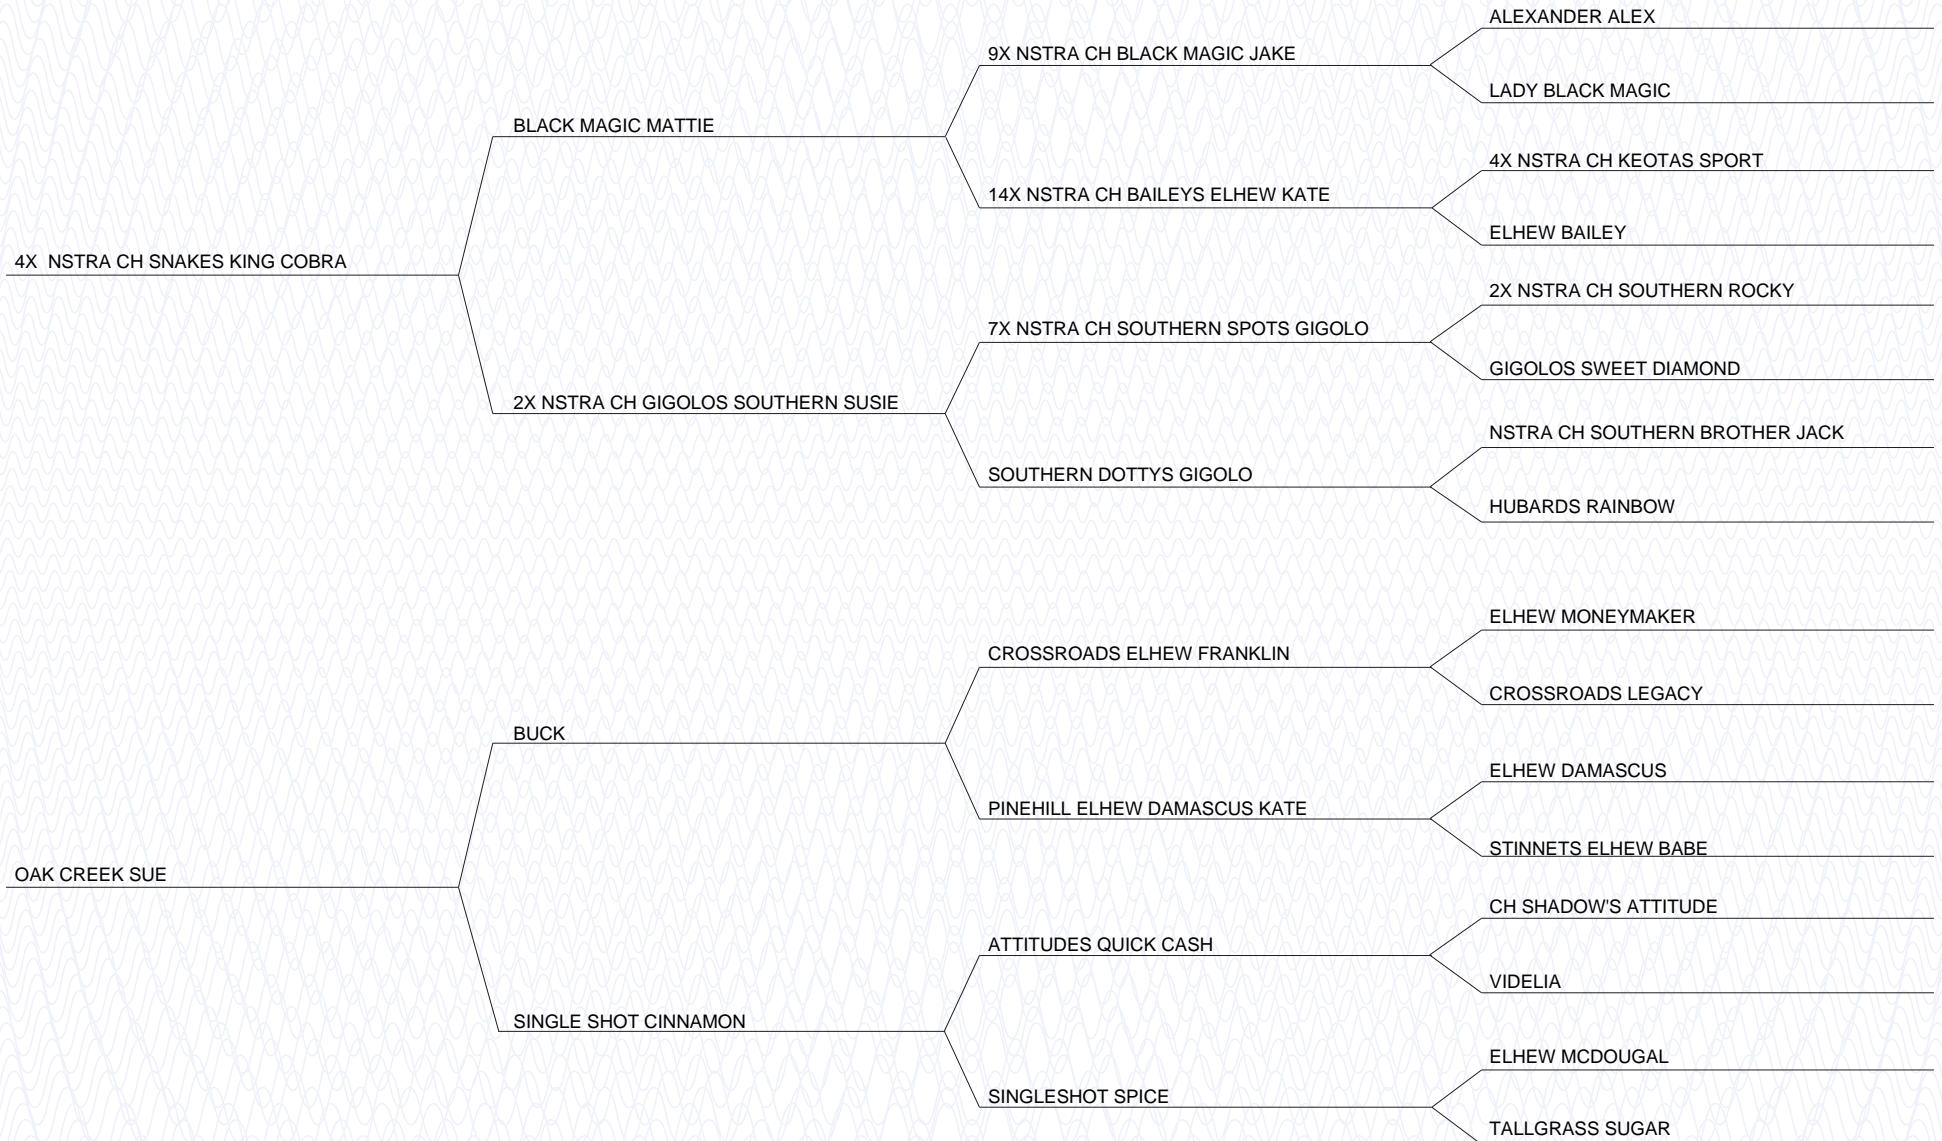 ALEXANDER ALEX
9X NSTRA CH BLACK MAGIC JAKE
LADY BLACK MAGIC
BLACK MAGIC MATTIE
4X NSTRA CH KEOTAS SPORT
14X NSTRA CH BAILEYS ELHEW KATE
ELHEW BAILEY
4X  NSTRA CH SNAKES KING COBRA
2X NSTRA CH SOUTHERN ROCKY
7X NSTRA CH SOUTHERN SPOTS GIGOLO
GIGOLOS SWEET DIAMOND
2X NSTRA CH GIGOLOS SOUTHERN SUSIE
NSTRA CH SOUTHERN BROTHER JACK
SOUTHERN DOTTYS GIGOLO
HUBARDS RAINBOW
ELHEW MONEYMAKER
CROSSROADS ELHEW FRANKLIN
CROSSROADS LEGACY
BUCK
ELHEW DAMASCUS
PINEHILL ELHEW DAMASCUS KATE
STINNETS ELHEW BABE
OAK CREEK SUE
CH SHADOW'S ATTITUDE
ATTITUDES QUICK CASH
VIDELIA
SINGLE SHOT CINNAMON
ELHEW MCDOUGAL
SINGLESHOT SPICE
TALLGRASS SUGAR